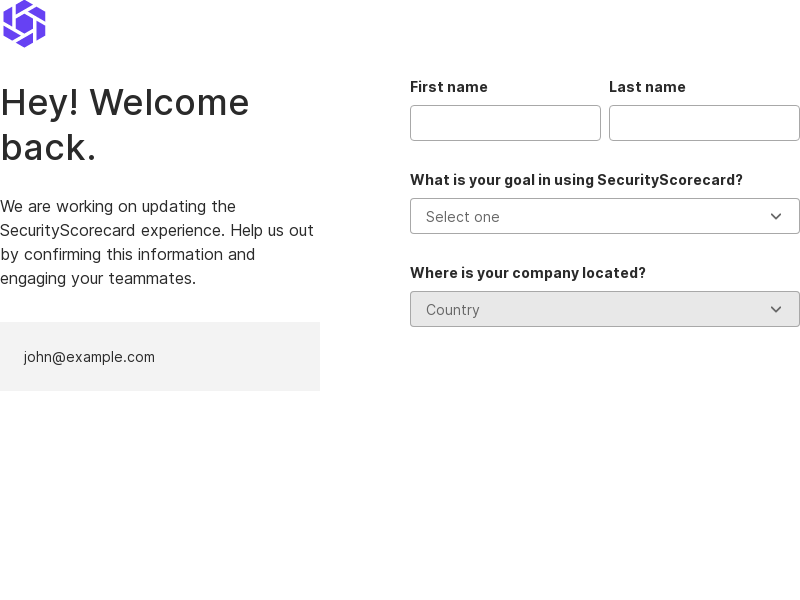 Hey! Welcome
back.
We are working on updating the
SecurityScorecard experience. Help us out
by confirming this information and
engaging your teammates.
john@example.com
First name
Last name
What is your goal in using SecurityScorecard?
Select one
Where is your company located?
Country